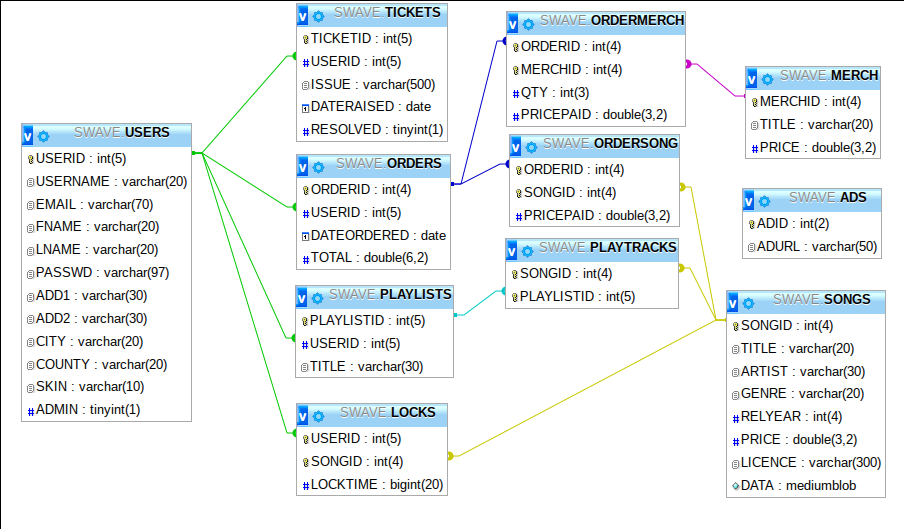 SWAVE TICKETS
TICKETID : int(5)
USERID : int(5)
ISSUE : varchar(500)
DATERAISED : date
RESOLVED : tinyint(1)
SWAVE ORDERMERCH
ORDERID : int(4)
MERCHID : int(4)
QTY : int(3)
PRICEPAID : double(3,2)
SWAVE MERCH
MERCHID : int(4)
TITLE : varchar(20)
PRICE : double(3,2)
SWAVE USERS
USERID : int(5)
USERNAME : varchar(20)
EMAIL : varchar(70)
FNAME : varchar(20)
LNAME : varchar(20)
PASSWD : varchar(97)
ADD1 : varchar(30)
ADD2 : varchar(30)
CITY : varchar(20)
COUNTY : varchar(20)
SKIN : varchar(10)
ADMIN : tinyint(1)
SWAVE ORDERS
ORDERID : int(4)
USERID : int(5)
DATEORDERED : date
TOTAL : double(6,2)
SWAVE ORDERSONG
ORDERID : int(4)
SONGID : int(4)
PRICEPAID : double(3,2)
SWAVE ADS
ADID : int(2)
ADURL : varchar(50)
SWAVE PLAYTRACKS
SONGID : int(4)
PLAYLISTID : int(5)
SWAVE PLAYLISTS
PLAYLISTID : int(5)
USERID : int(5)
TITLE : varchar(30)
SWAVE SONGS
SONGID : int(4)
TITLE : varchar(20)
ARTIST : varchar(30)
GENRE : varchar(20)
RELYEAR : int(4)
PRICE : double(3,2)
LICENCE : varchar(300)
DATA : mediumblob
SWAVE LOCKS
USERID : int(5)
SONGID : int(4)
LOCKTIME : bigint(20)